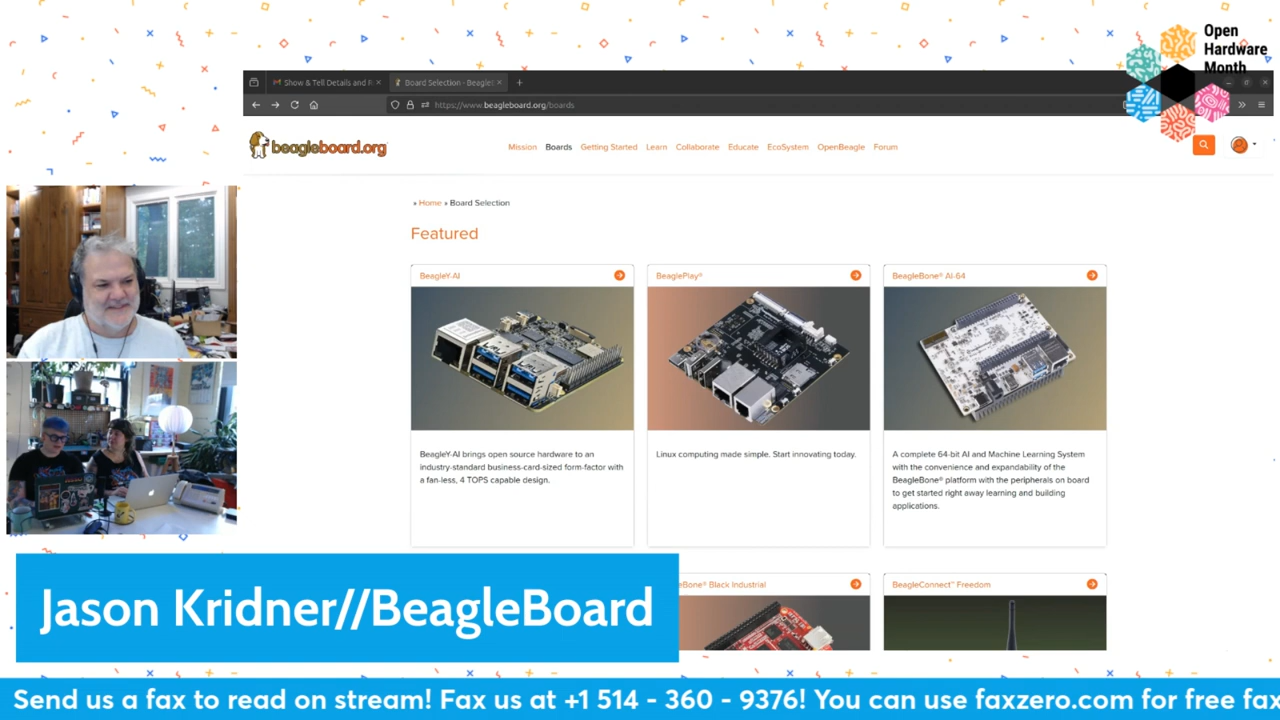 Open
Hardware
Month
Show & Tell Details and R
Board Selection - Beagle
https://www.beagleboard.org/boards
beagleboard.org
Mission Boards Getting Started Learn Collaborate Educate EcoSystem OpenBeagle Forum
» Home » Board Selection
Featured
BeagleY-AI
BeaglePlay®
BeagleBone® AI-64
BeagleY-AI brings open source hardware to an
industry-standard business-card-sized form-factor with
a fan-less, 4 TOPS capable design.
Linux computing made simple. Start innovating today.
A complete 64-bit AI and Machine Learning System
with the convenience and expandability of the
BeagleBone® platform with the peripherals on board
to get started right away learning and building
applications.
eBone® Black Industrial
BeagleConnect™ Freedom
Jason Kridner//BeagleBoard
Send us a fax to read on stream! Fax us at +1 514 - 360 - 9376! You can use faxzero.com for free fax